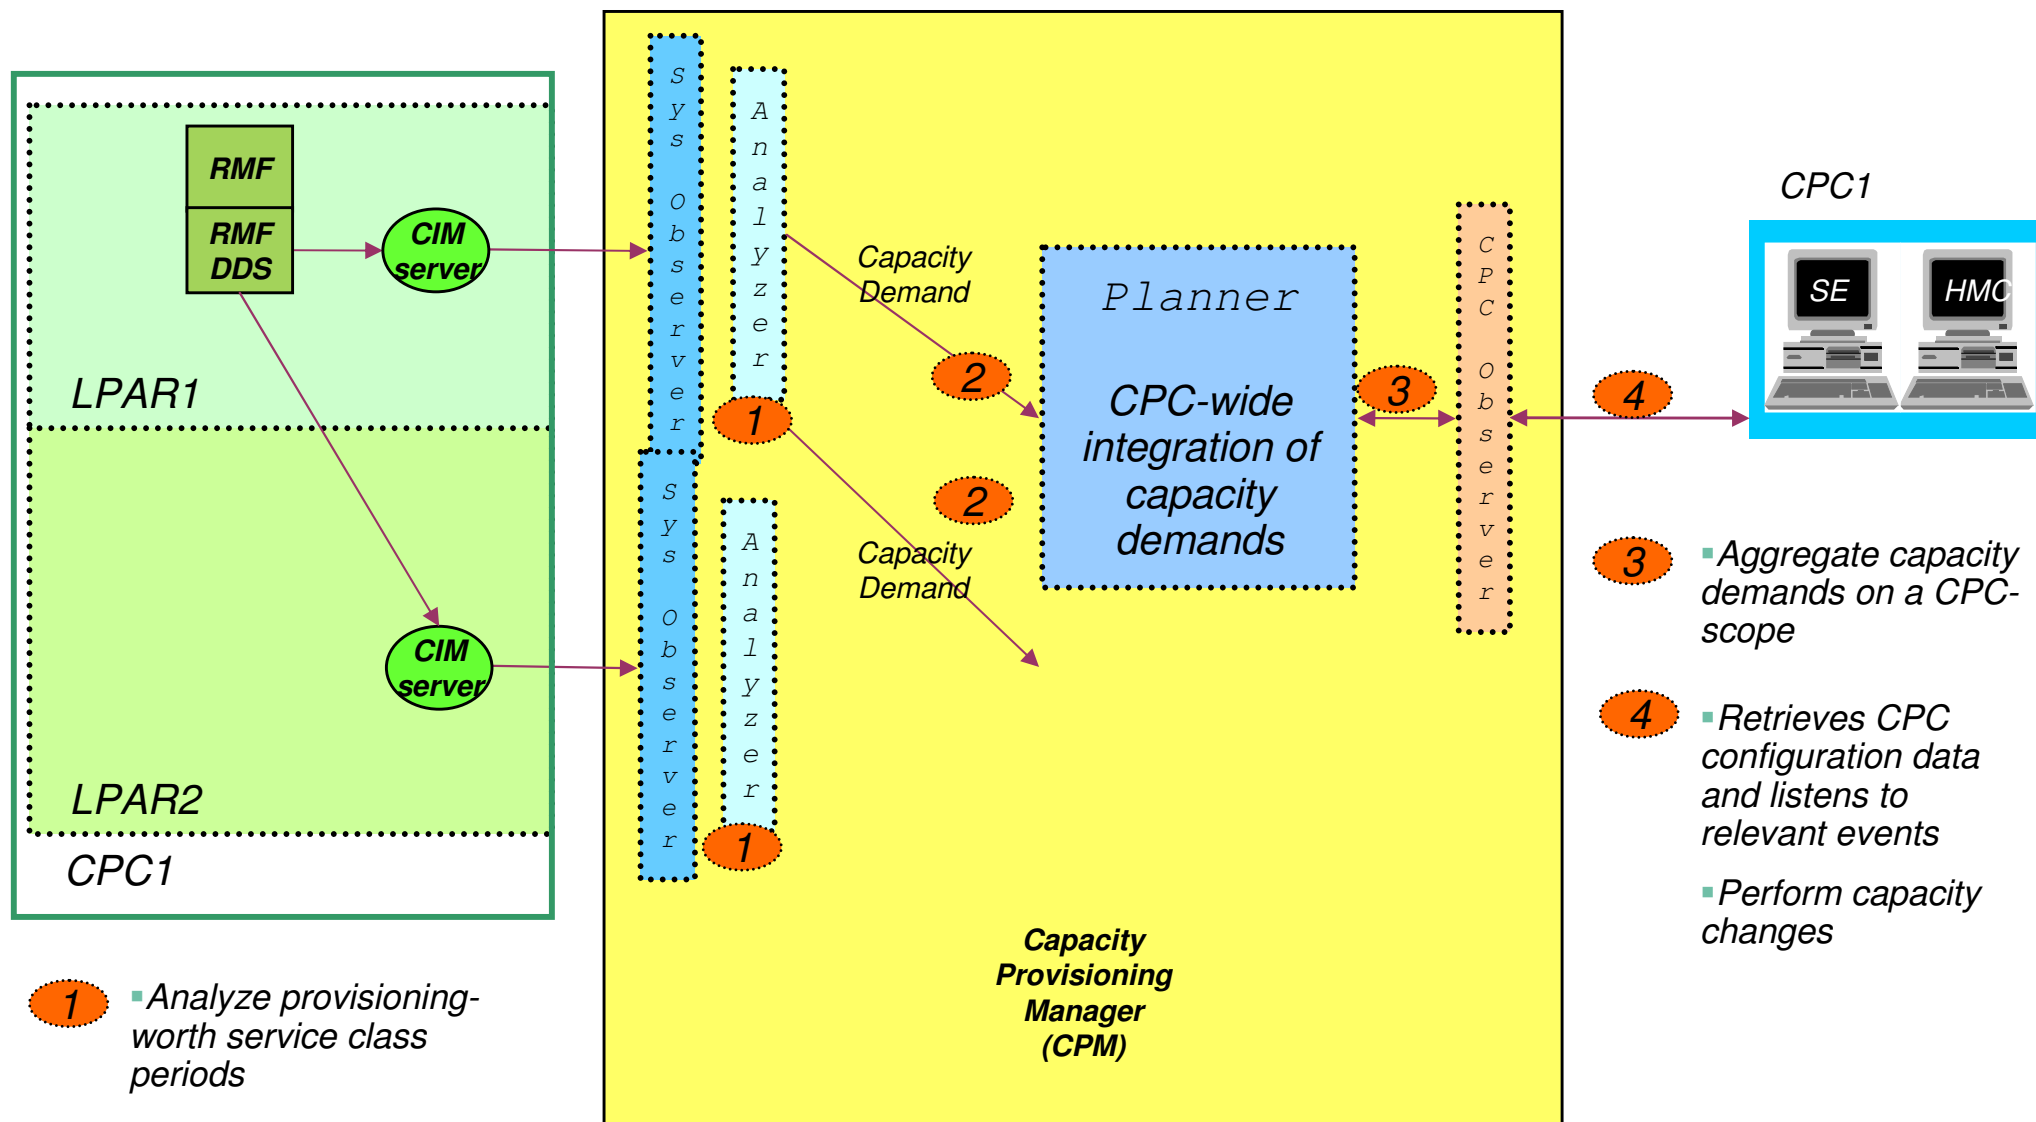 RMF
RMF
DDS
CIM
server
LPAR1
CIM
server
LPAR2
CPC1
1
▪Analyze provisioning-
worth service class
periods
Sys Observer
Analyzer
1
Sys Observer
Analyzer
1
Capacity
Demand
2
2
Capacity
Demand
Planner
CPC-wide
integration of
capacity
demands
3
CPC Observer
Capacity
Provisioning
Manager
(CPM)
4
CPC1
SE
HMC
3
▪Aggregate capacity
demands on a CPC-
scope
4
▪Retrieves CPC
configuration data
and listens to
relevant events
▪Perform capacity
changes